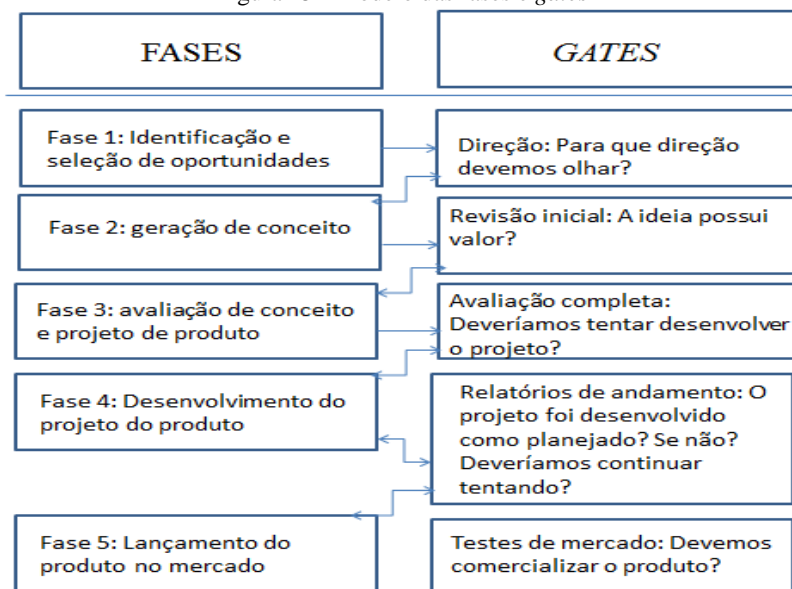 FASES
GATES
Fase 1: Identificação e
seleção de oportunidades
Direção: Para que direção
devemos olhar?
Fase 2: geração de conceito
Revisão inicial: A ideia possui
valor?
Fase 3: avaliação de conceito
e projeto de produto
Avaliação completa:
Deveríamos tentar desenvolver
o projeto?
Fase 4: Desenvolvimento do
projeto do produto
Relatórios de andamento: O
projeto foi desenvolvido
como planejado? Se não?
Deveríamos continuar
tentando?
Fase 5: Lançamento do
produto no mercado
Testes de mercado: Devemos
comercializar o produto?